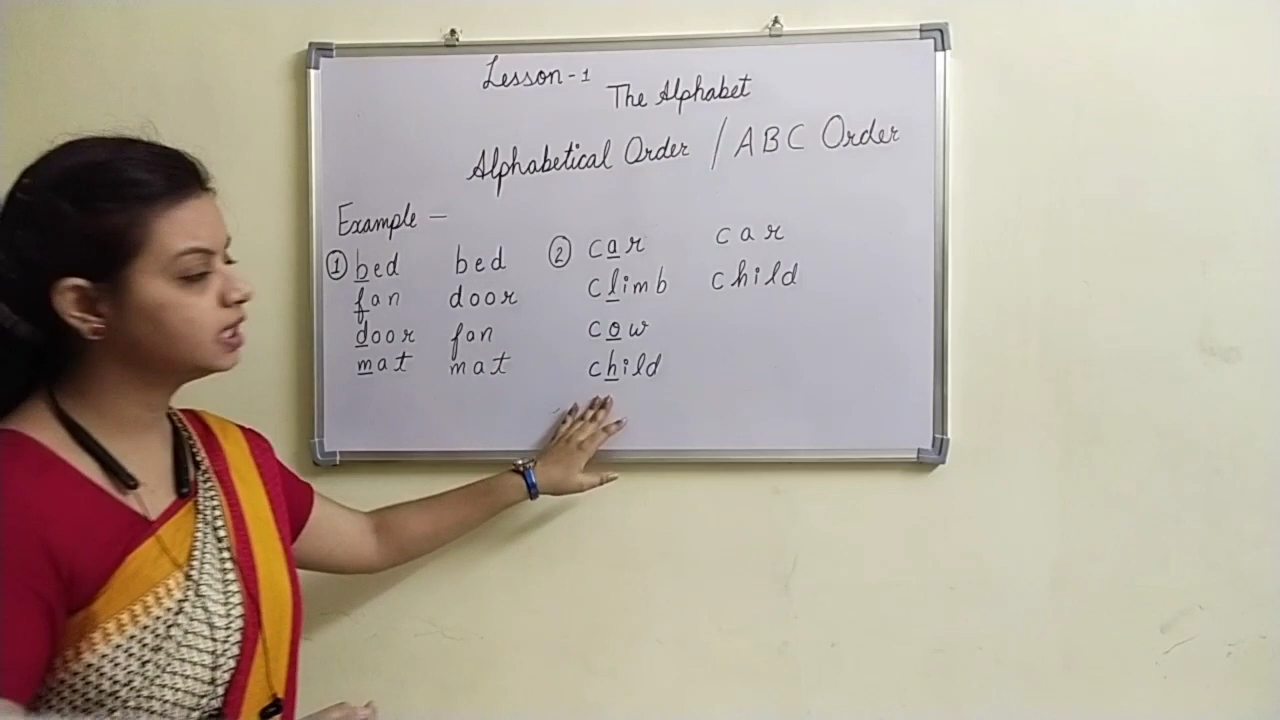 Lesson-1
The Alphabet
Alphabetical Order / ABC Order
Example –
① bed bed ② car car
fan door climb child
door fan cow
mat mat child